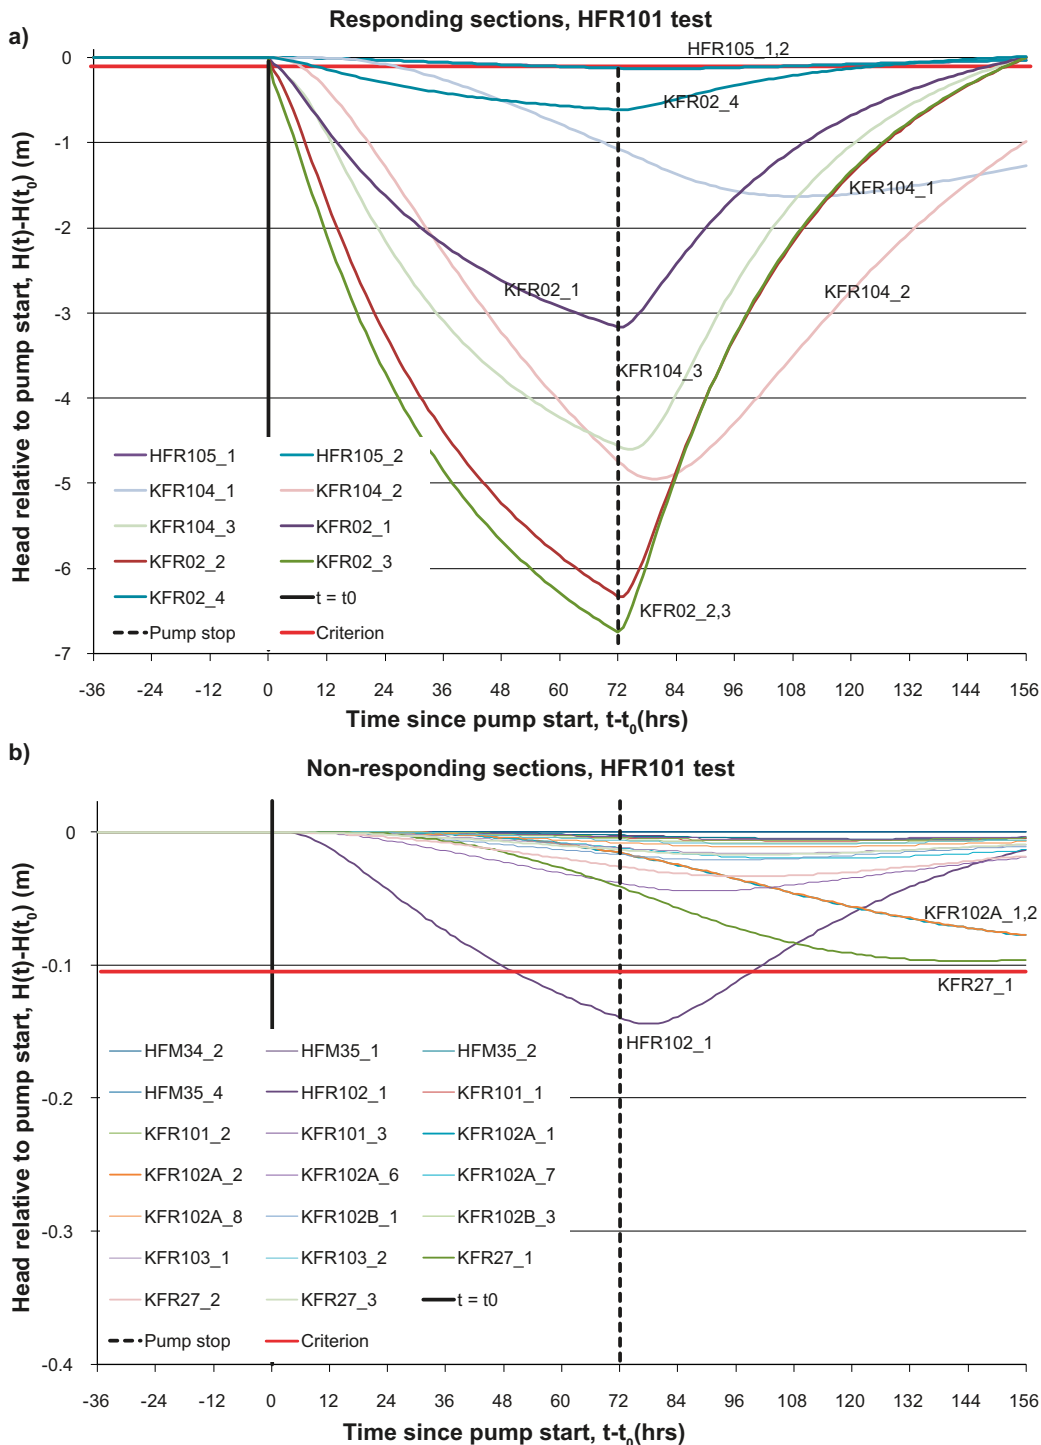 Responding sections, HFR101 test
a)
HFR105_1,2
KFR02_4
KFR104_1
KFR02_1
KFR104_2
KFR104_3
KFR02_2,3
Head relative to pump start, H(t)-H(t0) (m)
0
-1
-2
-3
-4
-5
-6
-7
HFR105_1 HFR105_2
KFR104_1 KFR104_2
KFR104_3 KFR02_1
KFR02_2 KFR02_3
KFR02_4 t = t0
Pump stop Criterion
-36 -24 -12 0 12 24 36 48 60 72 84 96 108 120 132 144 156
Time since pump start, t-t0(hrs)
b)
Non-responding sections, HFR101 test
Head relative to pump start, H(t)-H(t0) (m)
0
-0.1
-0.2
-0.3
-0.4
KFR102A_1,2
KFR27_1
HFR102_1
HFM34_2 HFM35_1 HFM35_2
HFM35_4 HFR102_1 KFR101_1
KFR101_2 KFR101_3 KFR102A_1
KFR102A_2 KFR102A_6 KFR102A_7
KFR102A_8 KFR102B_1 KFR102B_3
KFR103_1 KFR103_2 KFR27_1
KFR27_2 KFR27_3 t = t0
Pump stop Criterion
-36 -24 -12 0 12 24 36 48 60 72 84 96 108 120 132 144 156
Time since pump start, t-t0(hrs)